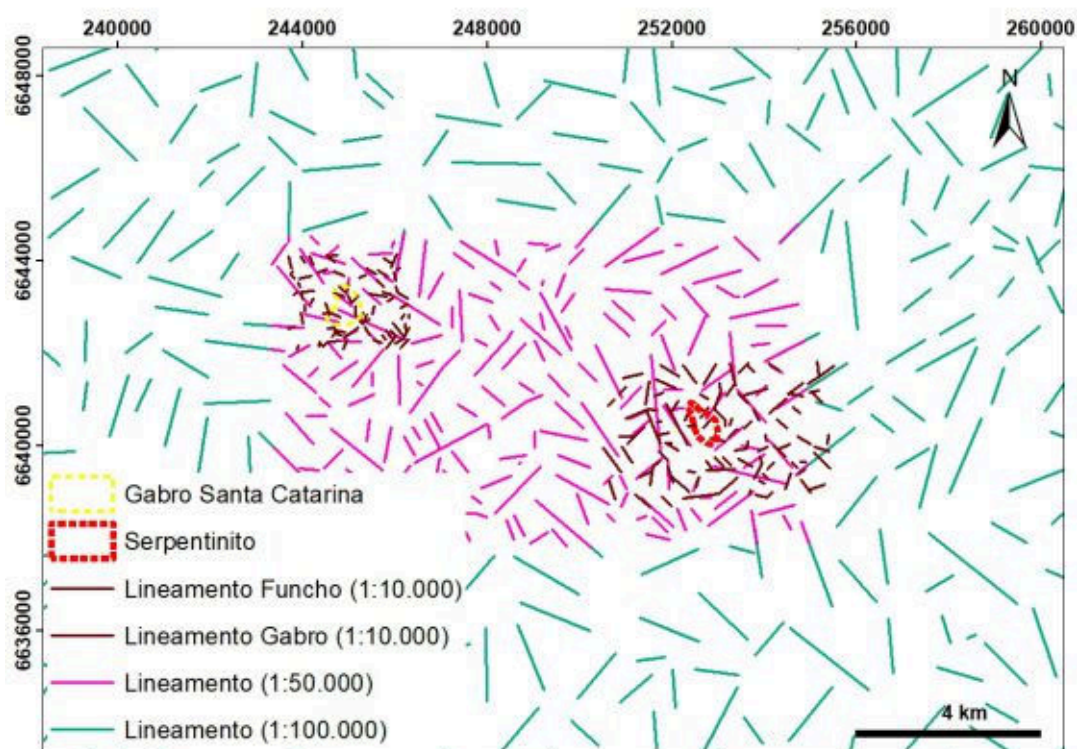 240000 244000 248000 252000 256000 260000
6648000
N
6644000
6640000
Gabro Santa Catarina
Serpentinito
Lineamento Funcho (1:10.000)
6636000
Lineamento Gabro (1:10.000)
Lineamento (1:50.000)
Lineamento (1:100.000)
4 km